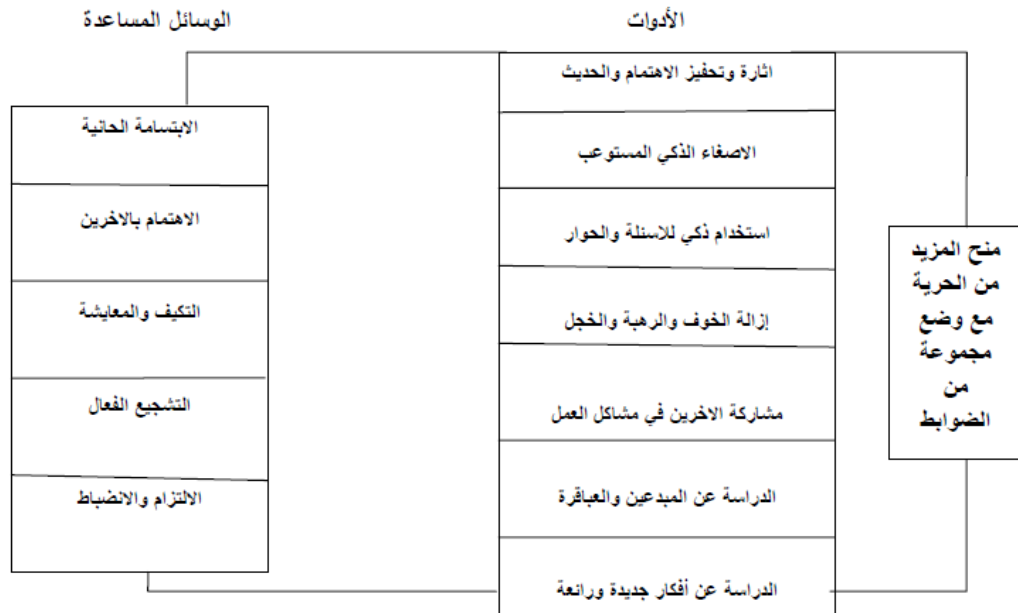 الأدوات
الوسائل المساعدة
منح المزيد
من الحرية
مع وضع
مجموعة
من
الضوابط
اثارة وتحفيز الاهتمام والحديث
الاصغاء الذكي المستوعب
استخدام ذكي للاسئلة والحوار
إزالة الخوف والرهبة والخجل
مشاركة الاخرين في مشاكل العمل
الدراسة عن المبدعين والعباقرة
الدراسة عن أفكار جديدة ورائعة
الابتسامة الحانية
الاهتمام بالاخرين
التكيف والمعايشة
التشجيع الفعال
الالتزام والانضباط